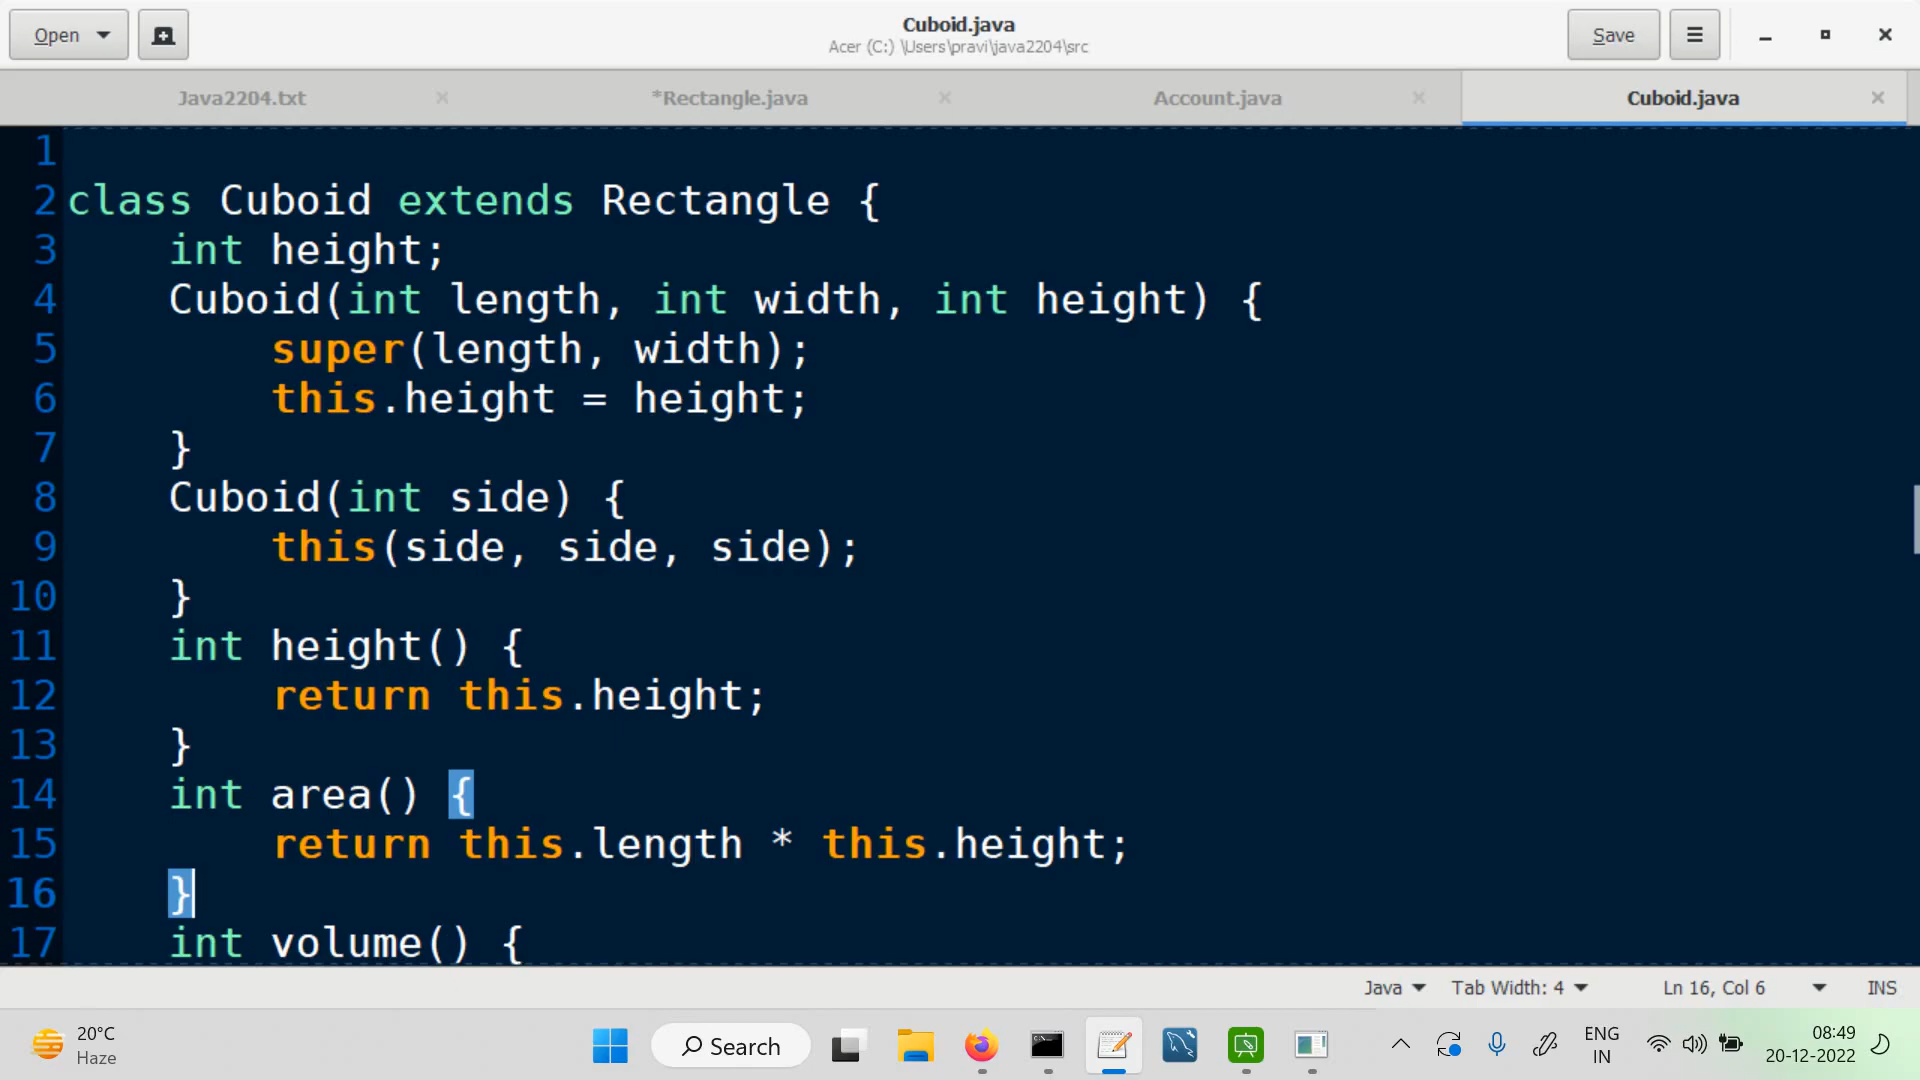 Open
Cuboid.java
Acer (C:) \Users\pravi\java2204\src
Save
Java2204.txt
*Rectangle.java
Account.java
Cuboid.java
1
2 class Cuboid extends Rectangle {
3 int height;
4 Cuboid(int length, int width, int height) {
5 super(length, width);
6 this.height = height;
7 }
8 Cuboid(int side) {
9 this(side, side, side);
10 }
11 int height() {
12 return this.height;
13 }
14 int area() {
15 return this.length * this.height;
16 }
17 int volume() {
Java
Tab Width: 4
Ln 16, Col 6
INS
20°C
Haze
Search
ENG
IN
08:49
20-12-2022